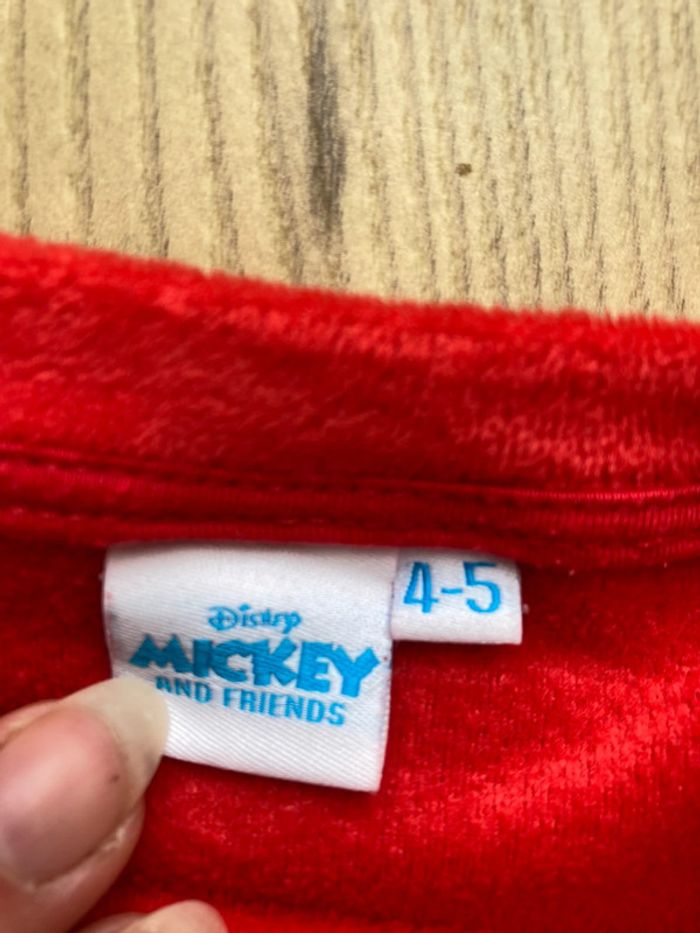 Disney
MICKEY
AND FRIENDS
4-5